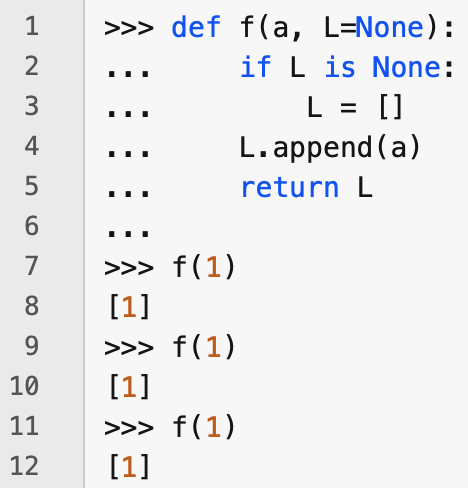 1 >>> def f(a, L=None):
2 ...     if L is None:
3 ...         L = []
4 ...     L.append(a)
5 ...     return L
6 ...
7 >>> f(1)
8 [1]
9 >>> f(1)
10 [1]
11 >>> f(1)
12 [1]